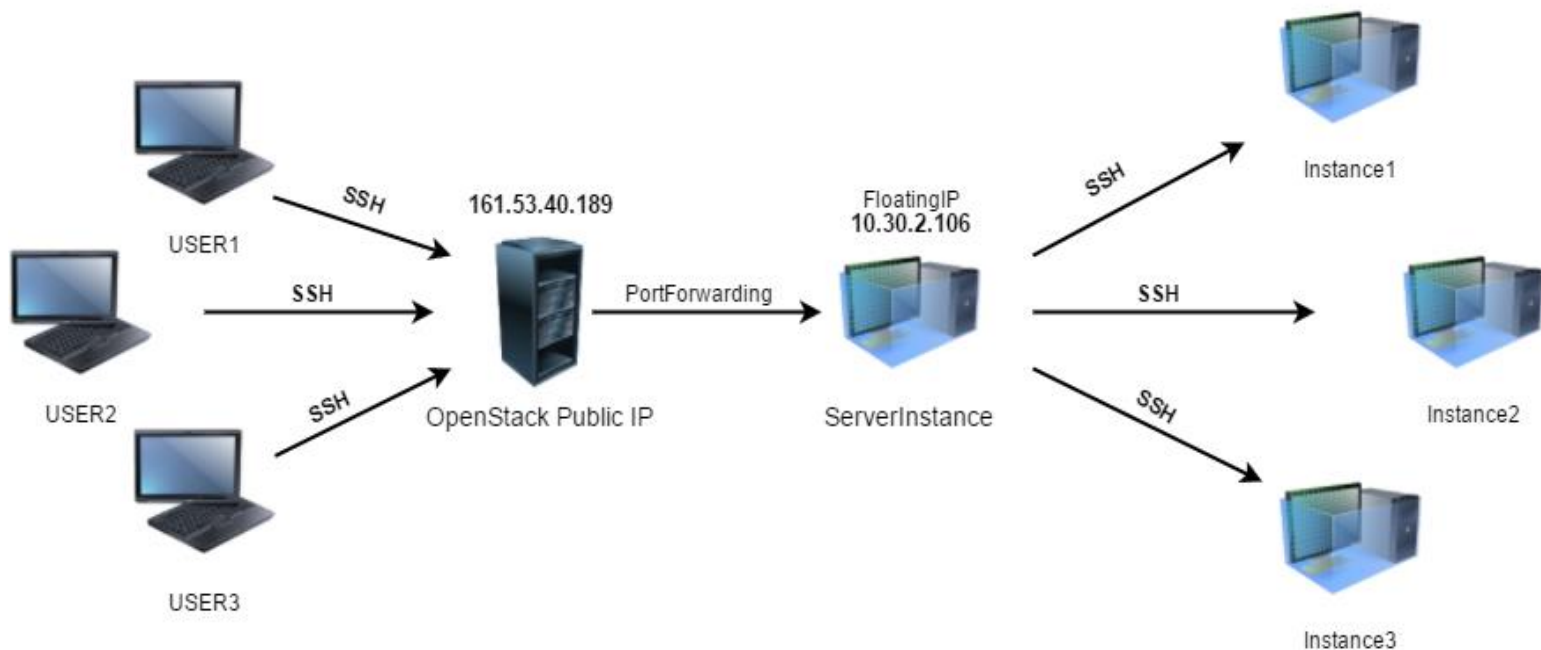 SSH
USER1
SSH
USER2
SSH
USER3
161.53.40.189
OpenStack Public IP
PortForwarding
FloatingIP
10.30.2.106
ServerInstance
SSH
Instance1
SSH
Instance2
SSH
Instance3